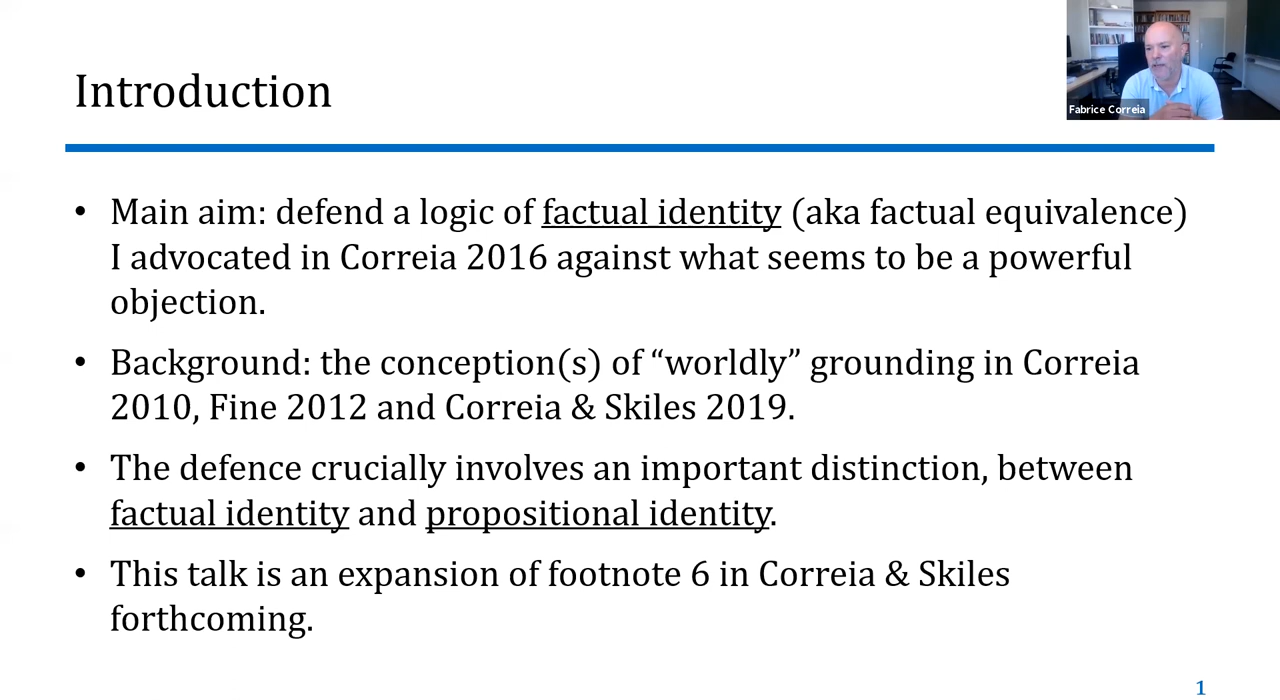 Introduction
Fabrice Correia
• Main aim: defend a logic of factual identity (aka factual equivalence)
I advocated in Correia 2016 against what seems to be a powerful
objection.
• Background: the conception(s) of “worldly” grounding in Correia
2010, Fine 2012 and Correia & Skiles 2019.
• The defence crucially involves an important distinction, between
factual identity and propositional identity.
• This talk is an expansion of footnote 6 in Correia & Skiles
forthcoming.
1